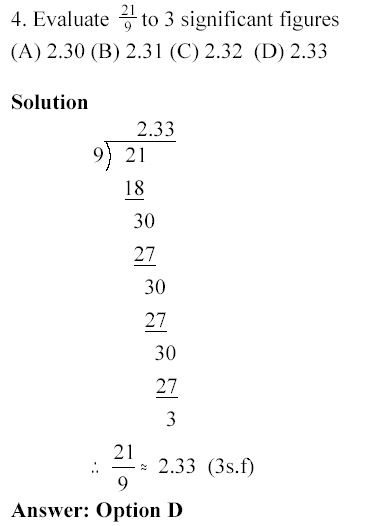 4. Evaluate 21/9 to 3 significant figures
(A) 2.30 (B) 2.31 (C) 2.32 (D) 2.33
Solution
2.33
9) 21
18
30
27
30
27
30
27
3
∴ 21/9 ≈ 2.33 (3s.f)
Answer: Option D